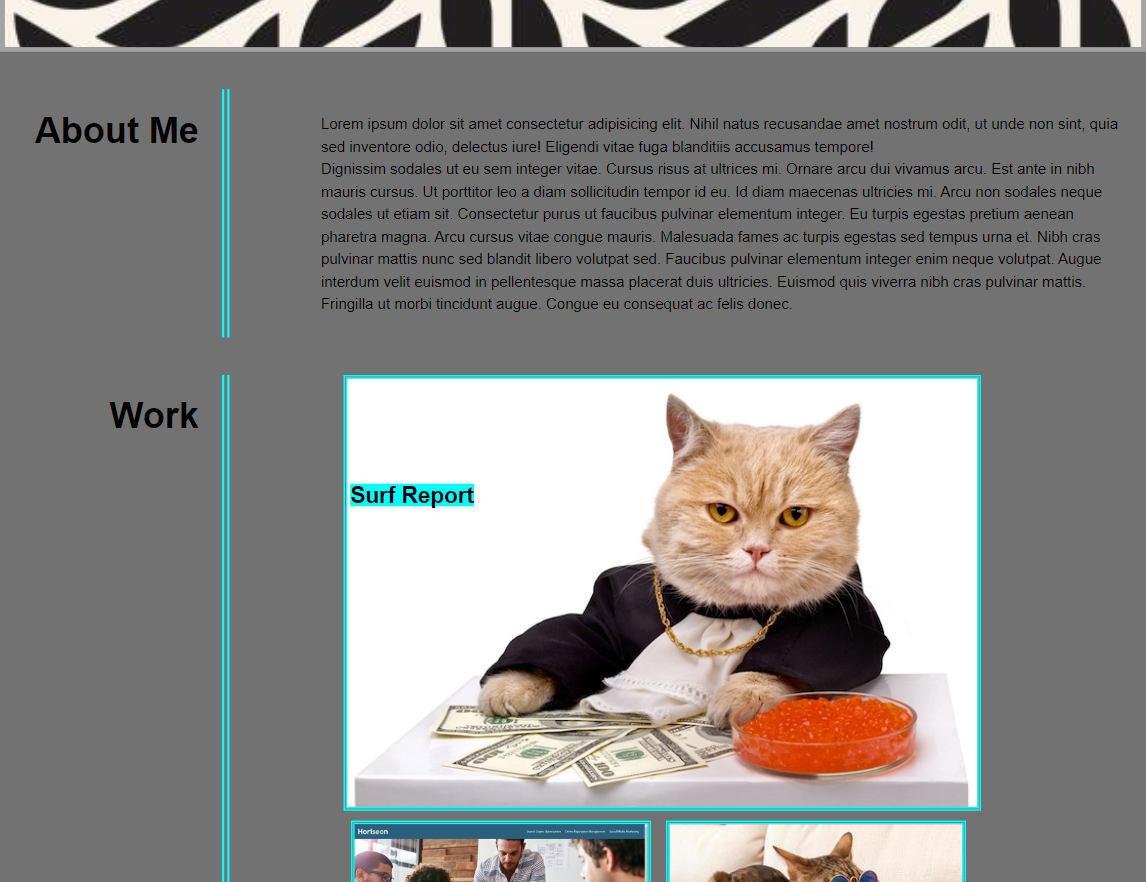 About Me
Lorem ipsum dolor sit amet consectetur adipisicing elit. Nihil natus recusandae amet nostrum odit, ut unde non sint, quia
sed inventore odio, delectus iure! Eligendi vitae fuga blanditiis accusamus tempore!
Dignissim sodales ut eu sem integer vitae. Cursus risus at ultrices mi. Ornare arcu dui vivamus arcu. Est ante in nibh
mauris cursus. Ut porttitor leo a diam sollicitudin tempor id eu. Id diam maecenas ultricies mi. Arcu non sodales neque
sodales ut etiam sit. Consectetur purus ut faucibus pulvinar elementum integer. Eu turpis egestas pretium aenean
pharetra magna. Arcu cursus vitae congue mauris. Malesuada fames ac turpis egestas sed tempus urna et. Nibh cras
pulvinar mattis nunc sed blandit libero volutpat sed. Faucibus pulvinar elementum integer enim neque volutpat. Augue
interdum velit euismod in pellentesque massa placerat duis ultricies. Euismod quis viverra nibh cras pulvinar mattis.
Fringilla ut morbi tincidunt augue. Congue eu consequat ac felis donec.
Work
Surf Report
100
100
Horiseon